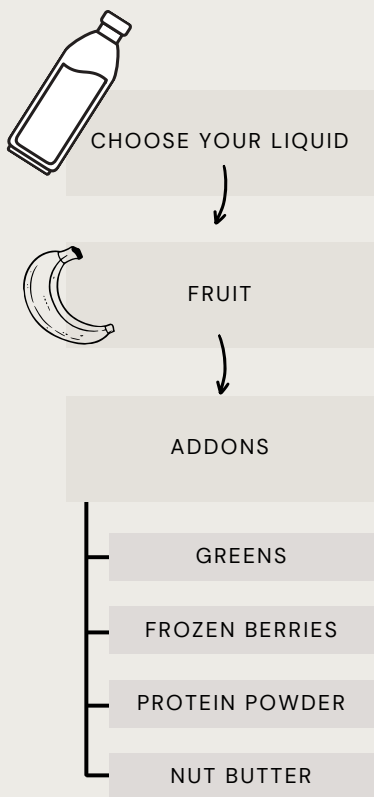 CHOOSE YOUR LIQUID
FRUIT
ADDONS
GREENS
FROZEN BERRIES
PROTEIN POWDER
NUT BUTTER